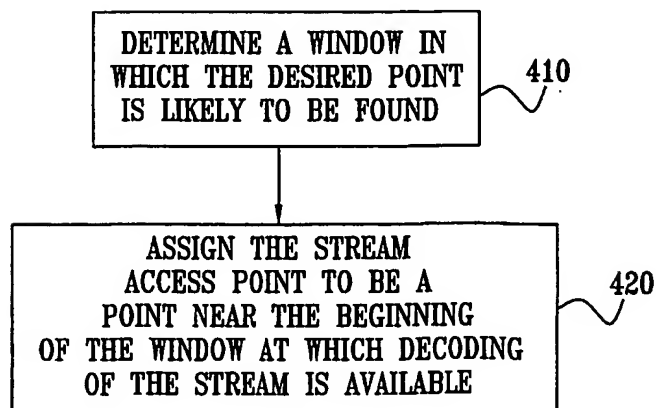 DETERMINE A WINDOW IN
WHICH THE DESIRED POINT
IS LIKELY TO BE FOUND
410
ASSIGN THE STREAM
ACCESS POINT TO BE A
POINT NEAR THE BEGINNING
OF THE WINDOW AT WHICH DECODING
OF THE STREAM IS AVAILABLE
420